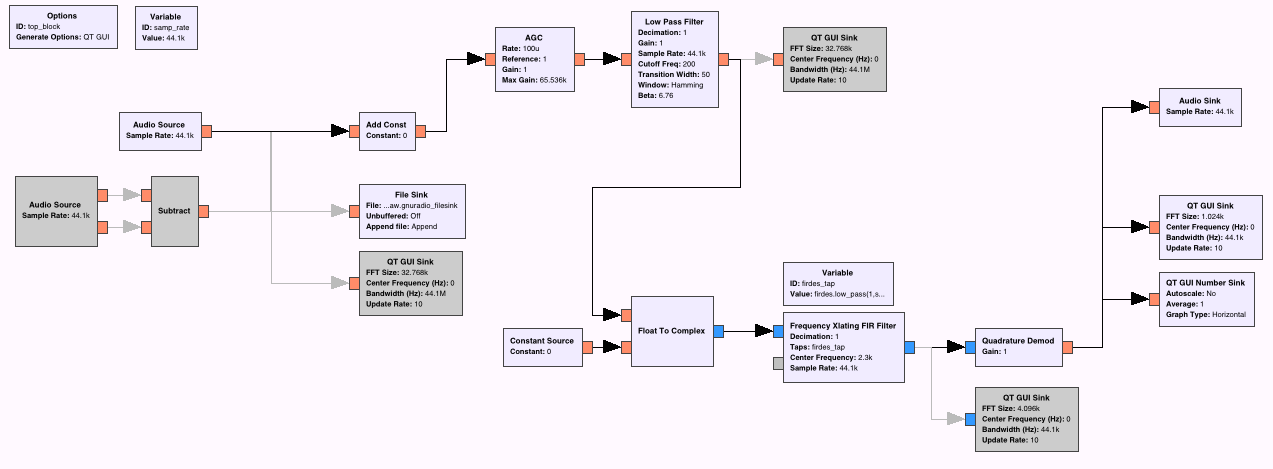 Options
ID: top_block
Generate Options: QT GUI
Variable
ID: samp_rate
Value: 44.1k
AGC
Rate: 100u
Reference: 1
Gain: 1
Max Gain: 65.536k
Low Pass Filter
Decimation: 1
Gain: 1
Sample Rate: 44.1k
Cutoff Freq: 200
Transition Width: 50
Window: Hamming
Beta: 6.76
QT GUI Sink
FFT Size: 32.768k
Center Frequency (Hz): 0
Bandwidth (Hz): 44.1M
Update Rate: 10
Audio Sink
Sample Rate: 44.1k
Audio Source
Sample Rate: 44.1k
Add Const
Constant: 0
Audio Source
Sample Rate: 44.1k
Subtract
File Sink
File: ...aw.gnuradio_filesink
Unbuffered: Off
Append file: Append
QT GUI Sink
FFT Size: 1.024k
Center Frequency (Hz): 0
Bandwidth (Hz): 44.1k
Update Rate: 10
QT GUI Sink
FFT Size: 32.768k
Center Frequency (Hz): 0
Bandwidth (Hz): 44.1M
Update Rate: 10
Variable
ID: firdes_tap
Value: firdes.low_pass(1,s...
QT GUI Number Sink
Autoscale: No
Average: 1
Graph Type: Horizontal
Constant Source
Constant: 0
Float To Complex
Frequency Xlating FIR Filter
Decimation: 1
Taps: firdes_tap
Center Frequency: 2.3k
Sample Rate: 44.1k
Quadrature Demod
Gain: 1
QT GUI Sink
FFT Size: 4.096k
Center Frequency (Hz): 0
Bandwidth (Hz): 44.1k
Update Rate: 10